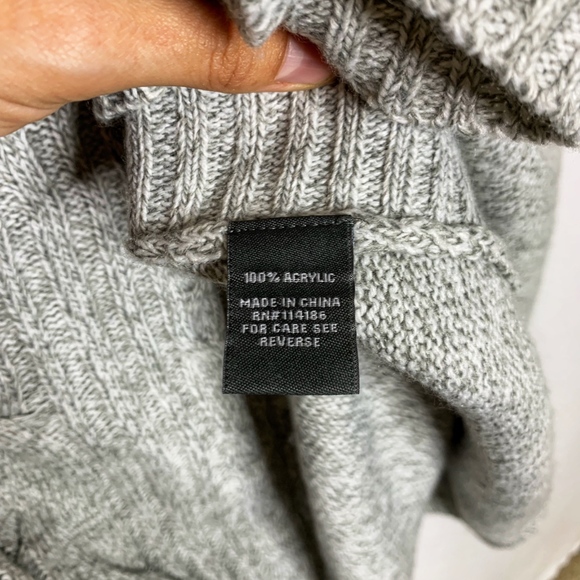 100% ACRYLIC
MADE IN CHINA
RN#114186
FOR CARE SEE
REVERSE